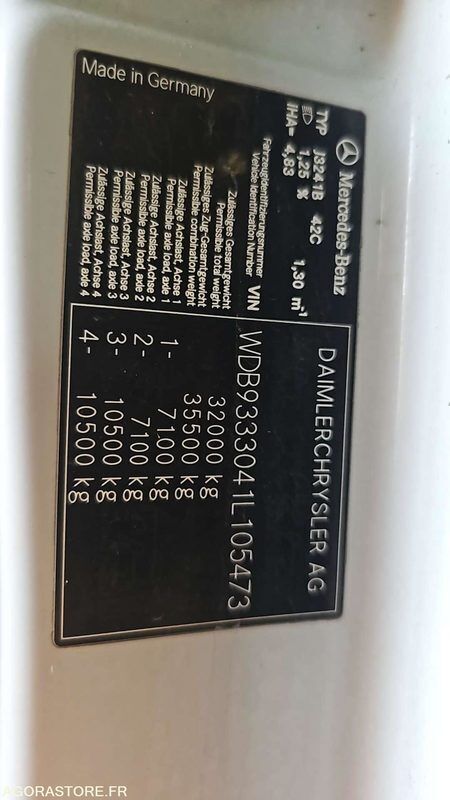 Mercedes-Benz
DAIMLERCHRYSLER AG
TYP J3241B 42C 1,30 m⁻¹
1,25 %
IHA= 4,83
Fahrzeugidentifizierungsnummer
Vehicle Identification Number VIN WDB9333041L105473
Zulässiges Gesamtgewicht
Permissible total weight 32000 kg
Zulässiges Zug-Gesamtgewicht
Permissible combination weight 35500 kg
Zulässige Achslast, Achse 1
Permissible axle load, axle 1 1- 7100 kg
Zulässige Achslast, Achse 2
Permissible axle load, axle 2 2- 7100 kg
Zulässige Achslast, Achse 3
Permissible axle load, axle 3 3- 10500 kg
Zulässige Achslast, Achse 4
Permissible axle load, axle 4 4- 10500 kg
Made in Germany
AGORASTORE.FR